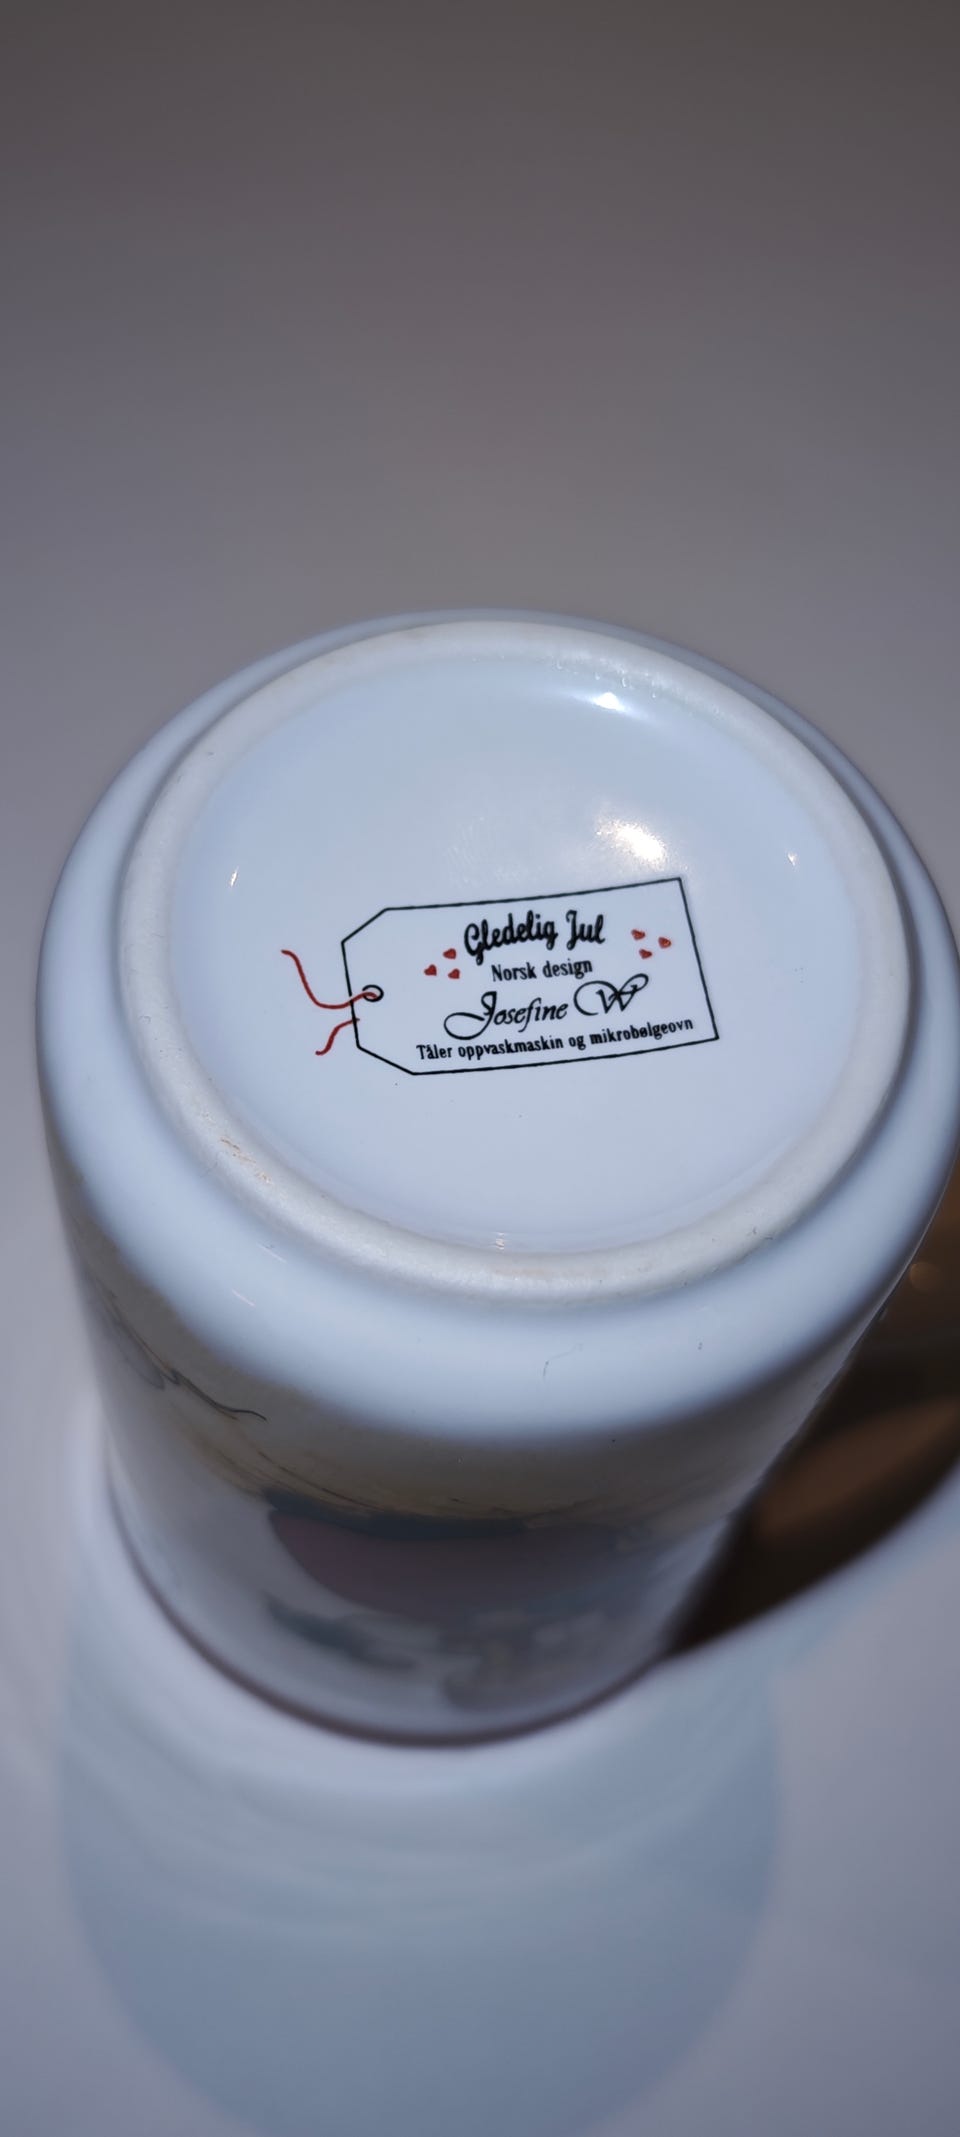 Gledelig Jul
Norsk design
Josefine W
Tåler oppvaskmaskin og mikrobølgeovn